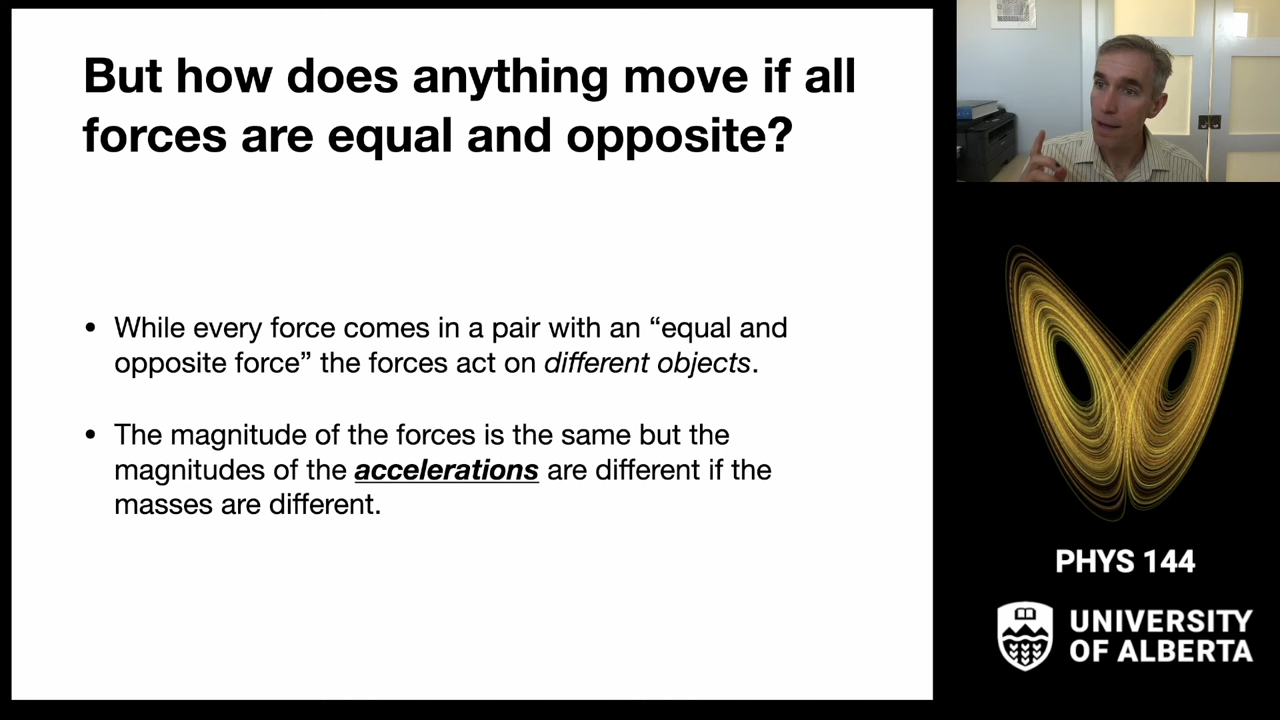 But how does anything move if all
forces are equal and opposite?
• While every force comes in a pair with an “equal and
opposite force” the forces act on different objects.
• The magnitude of the forces is the same but the
magnitudes of the accelerations are different if the
masses are different.
PHYS 144
UNIVERSITY
OF ALBERTA